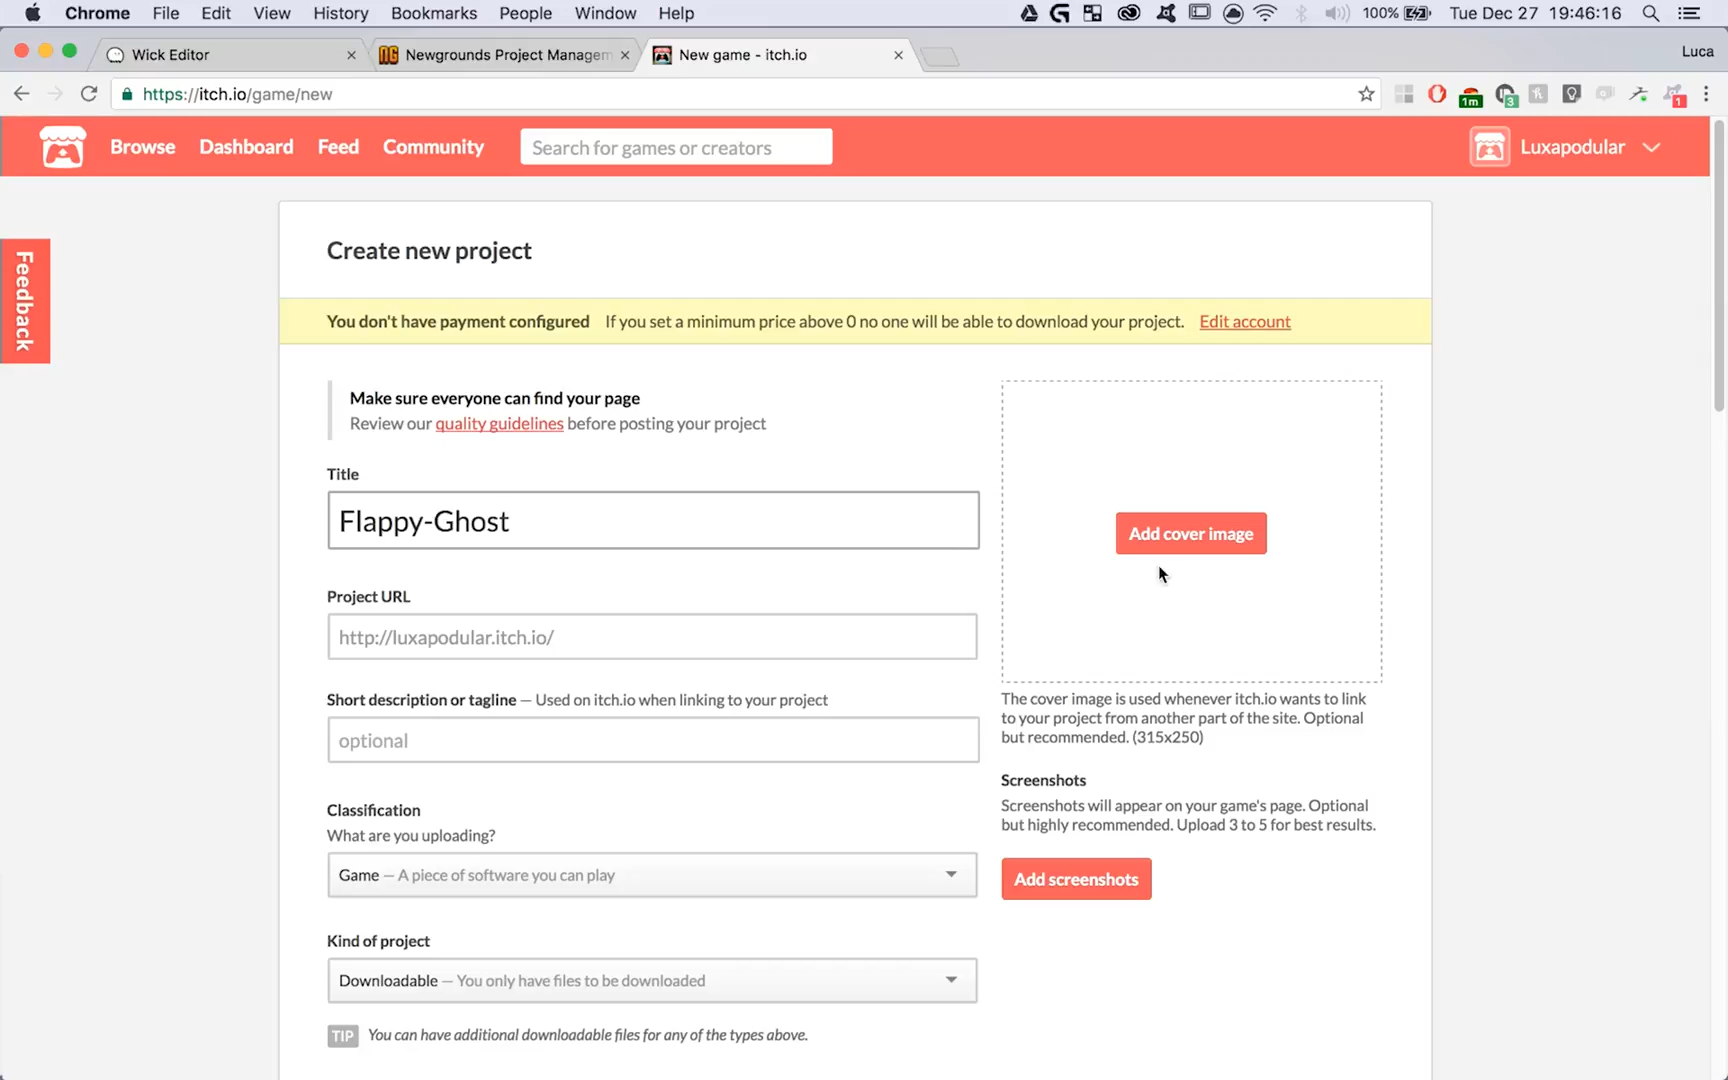 Chrome File Edit View History Bookmarks People Window Help 100% Tue Dec 27 19:46:16
Wick Editor Newgrounds Project Managem New game - itch.io Luca
https://itch.io/game/new 1m 3 1
Browse Dashboard Feed Community Search for games or creators Luxapodular
Feedback
Create new project
You don't have payment configured If you set a minimum price above 0 no one will be able to download your project. Edit account
Make sure everyone can find your page
Review our quality guidelines before posting your project
Title
Flappy-Ghost
Project URL
http://luxapodular.itch.io/
Short description or tagline — Used on itch.io when linking to your project
optional
Classification
What are you uploading?
Game — A piece of software you can play
Kind of project
Downloadable — You only have files to be downloaded
TIP You can have additional downloadable files for any of the types above.
Add cover image
The cover image is used whenever itch.io wants to link
to your project from another part of the site. Optional
but recommended. (315x250)
Screenshots
Screenshots will appear on your game's page. Optional
but highly recommended. Upload 3 to 5 for best results.
Add screenshots